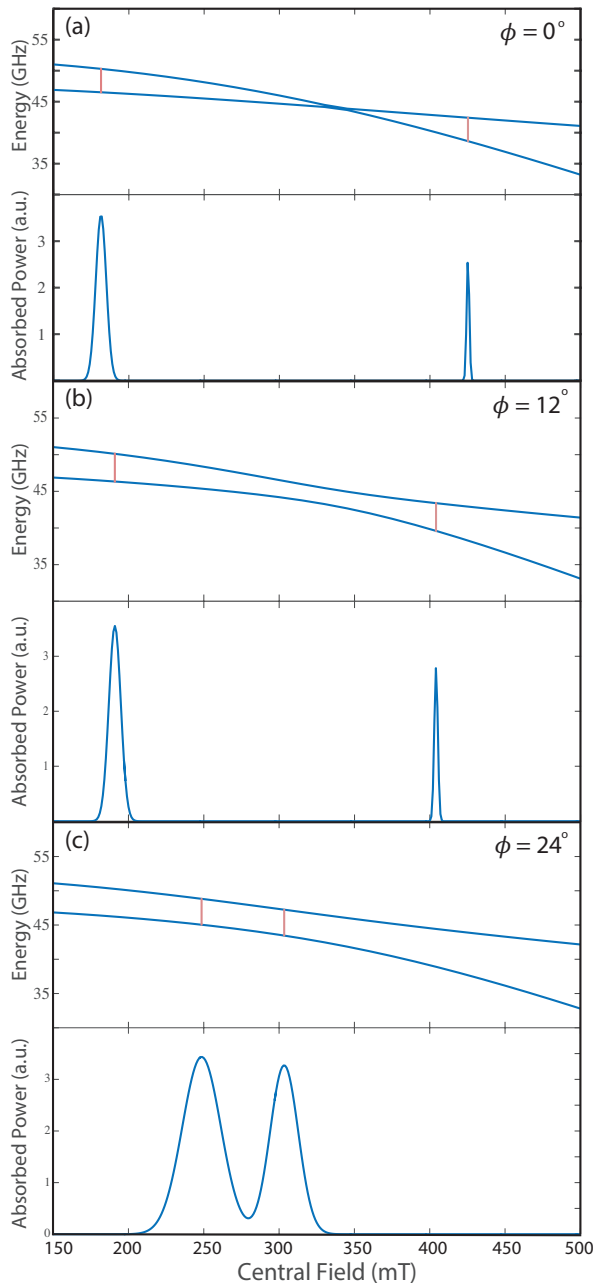 (a)
ϕ = 0°
Energy (GHz)
55
45
35
Absorbed Power (a.u.)
3
2
1
(b)
ϕ = 12°
Energy (GHz)
55
45
35
Absorbed Power (a.u.)
3
2
1
(c)
ϕ = 24°
Energy (GHz)
55
45
35
Absorbed Power (a.u.)
3
2
1
0
150 200 250 300 350 400 450 500
Central Field (mT)